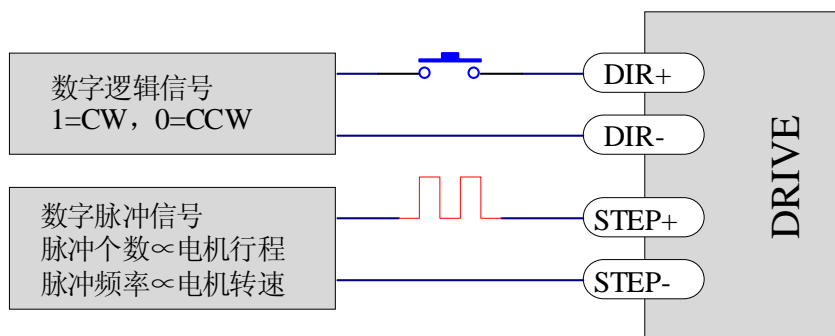 数字逻辑信号
1=CW，0=CCW
DIR+
DIR-
数字脉冲信号
脉冲个数∝电机行程
脉冲频率∝电机转速
STEP+
STEP-
DRIVE